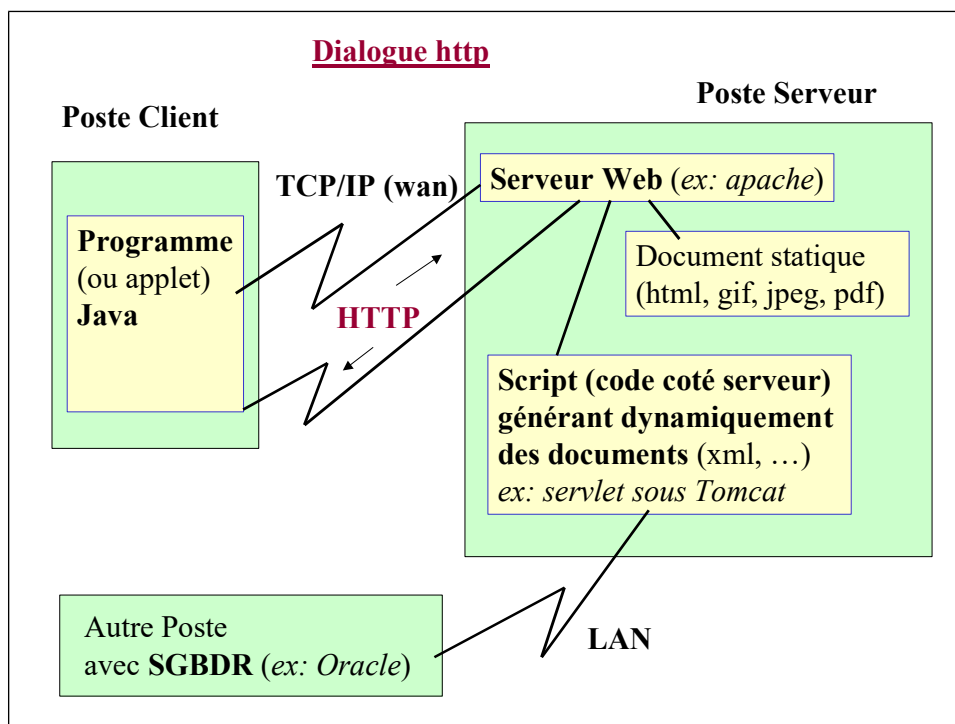 Dialogue http
Poste Client
Poste Serveur
TCP/IP (wan)
Serveur Web (ex: apache)
Programme
(ou applet)
Java
HTTP
Document statique
(html, gif, jpeg, pdf)
Script (code coté serveur)
générant dynamiquement
des documents (xml, …)
ex: servlet sous Tomcat
Autre Poste
avec SGBDR (ex: Oracle)
LAN